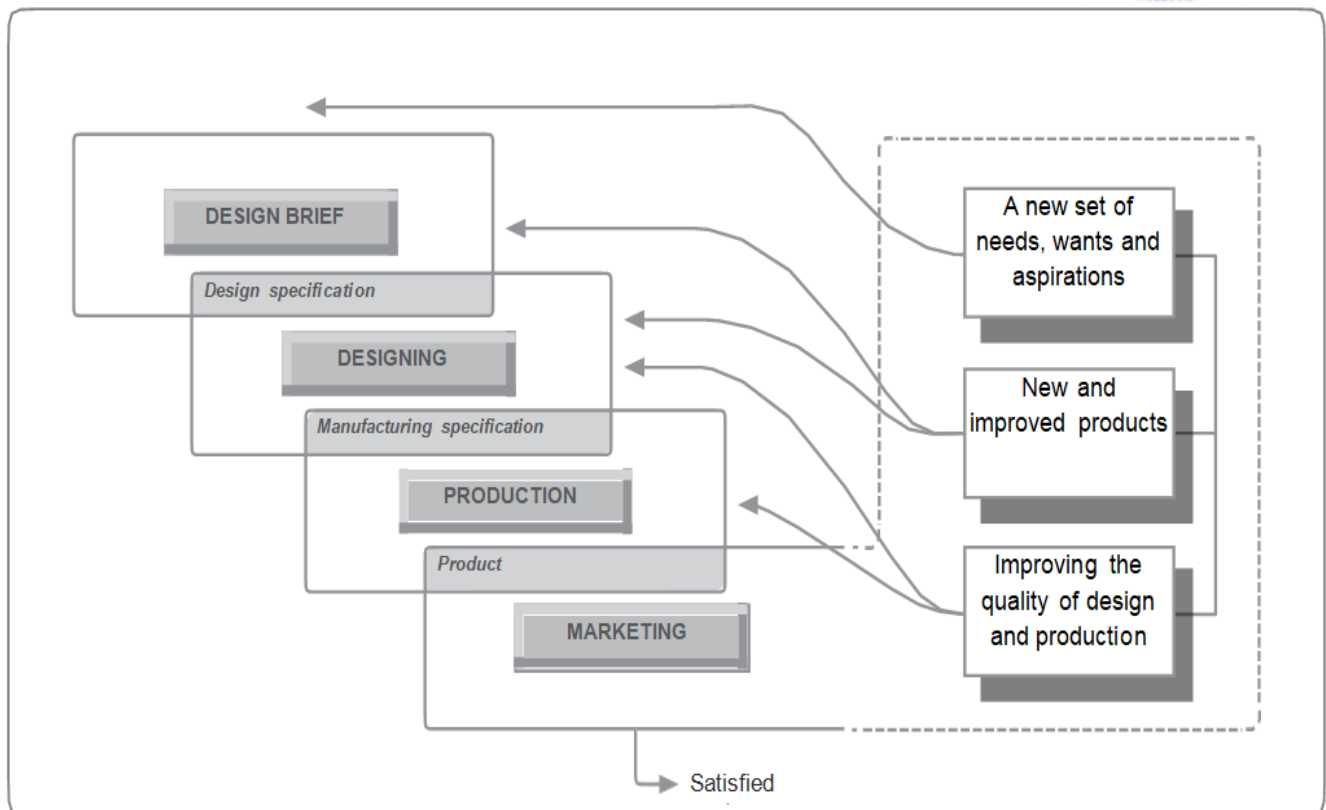 DESIGN BRIEF
Design specification
DESIGNING
Manufacturing specification
PRODUCTION
Product
MARKETING
Satisfied
A new set of
needs, wants and
aspirations
New and
improved products
Improving the
quality of design
and production